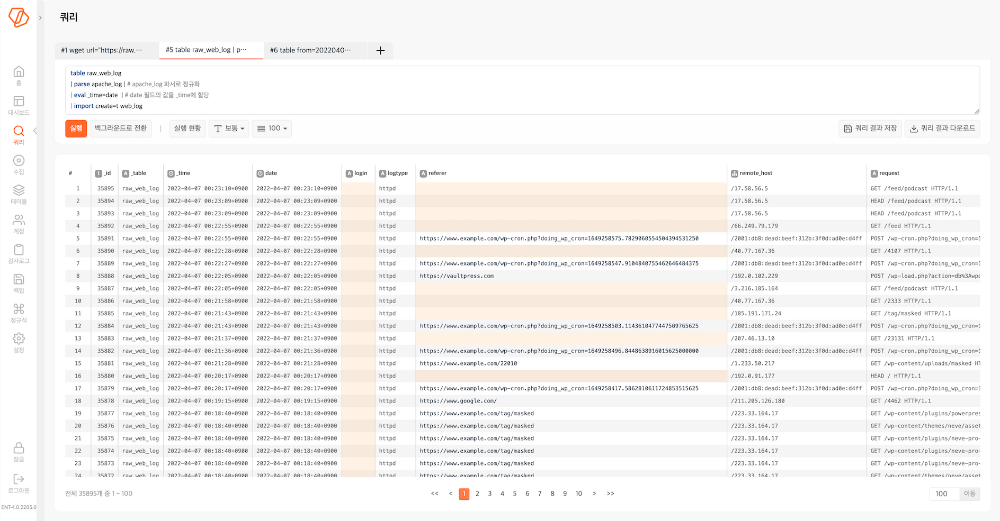 쿼리
홈
대시보드
쿼리
수집
테이블
계정
감사로그
백업
정규식
설정
잠금
로그아웃
ENT-4.0.2205.0
#1 wget url="https://raw.··· #5 table raw_web_log | p··· #6 table from=2022040···
table raw_web_log
| parse apache_log | # apache_log 파서로 정규화
| eval _time=date | # date 필드의 값을 _time에 할당
| import create=t web_log
실행 백그라운드로 전환 | 실행 현황 보통 100 쿼리 결과 저장 쿼리 결과 다운로드
# _id _table _time date login logtype referer remote_host request
1 35895 raw_web_log 2022-04-07 00:23:10+0900 2022-04-07 00:23:10+0900 httpd /17.58.56.5 GET /feed/podcast HTTP/1.1
2 35894 raw_web_log 2022-04-07 00:23:09+0900 2022-04-07 00:23:09+0900 httpd /17.58.56.5 HEAD /feed/podcast HTTP/1.1
3 35893 raw_web_log 2022-04-07 00:23:09+0900 2022-04-07 00:23:09+0900 httpd /17.58.56.5 HEAD /feed/podcast HTTP/1.1
4 35892 raw_web_log 2022-04-07 00:22:55+0900 2022-04-07 00:22:55+0900 httpd /66.249.79.179 GET /feed HTTP/1.1
5 35891 raw_web_log 2022-04-07 00:22:55+0900 2022-04-07 00:22:55+0900 httpd https://www.example.com/wp-cron.php?doing_wp_cron=1649258575.7829060554504394531250 /2001:db8:dead:beef:312b:3f0d:ad0e:d4ff POST /wp-cron.php?doing_wp_cron=1
6 35890 raw_web_log 2022-04-07 00:22:28+0900 2022-04-07 00:22:28+0900 httpd /40.77.167.36 GET /4107 HTTP/1.1
7 35889 raw_web_log 2022-04-07 00:22:27+0900 2022-04-07 00:22:27+0900 httpd https://www.example.com/wp-cron.php?doing_wp_cron=1649258547.9104840755462646484375 /2001:db8:dead:beef:312b:3f0d:ad0e:d4ff POST /wp-cron.php?doing_wp_cron=1
8 35888 raw_web_log 2022-04-07 00:22:05+0900 2022-04-07 00:22:05+0900 httpd https://vaultpress.com /192.0.102.229 POST /wp-load.php?action=db%3Awpd
9 35887 raw_web_log 2022-04-07 00:22:05+0900 2022-04-07 00:22:05+0900 httpd /3.216.185.164 GET /feed/podcast HTTP/1.1
10 35886 raw_web_log 2022-04-07 00:21:58+0900 2022-04-07 00:21:58+0900 httpd /40.77.167.36 GET /2333 HTTP/1.1
11 35885 raw_web_log 2022-04-07 00:21:43+0900 2022-04-07 00:21:43+0900 httpd /185.191.171.24 GET /tag/masked HTTP/1.1
12 35884 raw_web_log 2022-04-07 00:21:43+0900 2022-04-07 00:21:43+0900 httpd https://www.example.com/wp-cron.php?doing_wp_cron=1649258503.1143610477447509765625 /2001:db8:dead:beef:312b:3f0d:ad0e:d4ff POST /wp-cron.php?doing_wp_cron=1
13 35883 raw_web_log 2022-04-07 00:21:37+0900 2022-04-07 00:21:37+0900 httpd /207.46.13.10 GET /23131 HTTP/1.1
14 35882 raw_web_log 2022-04-07 00:21:36+0900 2022-04-07 00:21:36+0900 httpd https://www.example.com/wp-cron.php?doing_wp_cron=1649258496.8448638916015625000000 /2001:db8:dead:beef:312b:3f0d:ad0e:d4ff POST /wp-cron.php?doing_wp_cron=1
15 35881 raw_web_log 2022-04-07 00:21:28+0900 2022-04-07 00:21:28+0900 httpd https://www.example.com/22010 /1.233.50.217 GET /wp-content/uploads/masked HT
16 35880 raw_web_log 2022-04-07 00:20:17+0900 2022-04-07 00:20:17+0900 httpd /192.0.91.177 HEAD / HTTP/1.1
17 35879 raw_web_log 2022-04-07 00:20:17+0900 2022-04-07 00:20:17+0900 httpd https://www.example.com/wp-cron.php?doing_wp_cron=1649258417.5862810611724853515625 /2001:db8:dead:beef:312b:3f0d:ad0e:d4ff POST /wp-cron.php?doing_wp_cron=1
18 35878 raw_web_log 2022-04-07 00:19:15+0900 2022-04-07 00:19:15+0900 httpd https://www.google.com/ /211.205.126.180 GET /4462 HTTP/1.1
19 35877 raw_web_log 2022-04-07 00:18:40+0900 2022-04-07 00:18:40+0900 httpd https://www.example.com/tag/masked /223.33.164.17 GET /wp-content/plugins/powerpres
20 35876 raw_web_log 2022-04-07 00:18:40+0900 2022-04-07 00:18:40+0900 httpd https://www.example.com/tag/masked /223.33.164.17 GET /wp-content/themes/neve/asset
21 35875 raw_web_log 2022-04-07 00:18:40+0900 2022-04-07 00:18:40+0900 httpd https://www.example.com/tag/masked /223.33.164.17 GET /wp-content/plugins/neve-pro-
22 35874 raw_web_log 2022-04-07 00:18:40+0900 2022-04-07 00:18:40+0900 httpd https://www.example.com/tag/masked /223.33.164.17 GET /wp-content/plugins/neve-pro-
23 35873 raw_web_log 2022-04-07 00:18:40+0900 2022-04-07 00:18:40+0900 httpd https://www.example.com/tag/masked /223.33.164.17 GET /wp-content/plugins/neve-pro-
24 35872 raw_web_log 2022-04-07 00:18:40+0900 2022-04-07 00:18:40+0900 httpd https://www.example.com/tag/masked /223.33.164.17 GET /wp-content/themes/neve/asset
전체 35895개 중 1 ~ 100 << < 1 2 3 4 5 6 7 8 9 10 > >> 100 이동